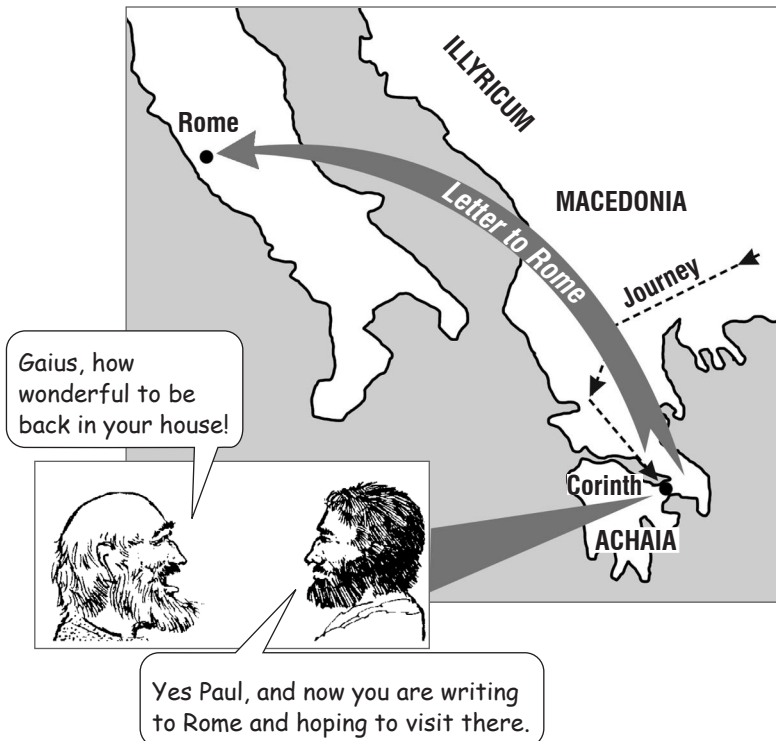 ILLYRICUM
Rome
MACEDONIA
Letter to Rome
Journey
Gaius, how
wonderful to be
back in your house!
Corinth
ACHAIA
Yes Paul, and now you are writing
to Rome and hoping to visit there.